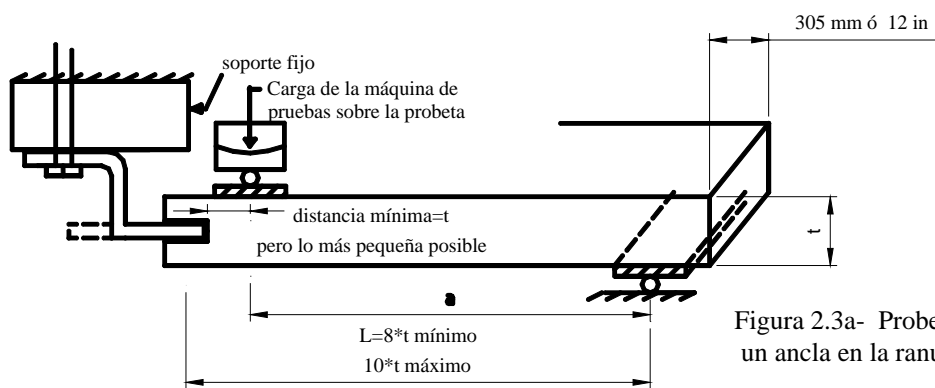 305 mm ó 12 in
soporte fijo
Carga de la máquina de
pruebas sobre la probeta
distancia mínima=t
pero lo más pequeña posible
t
a
L=8*t mínimo
10*t máximo
Figura 2.3a- Probe
un ancla en la ranu